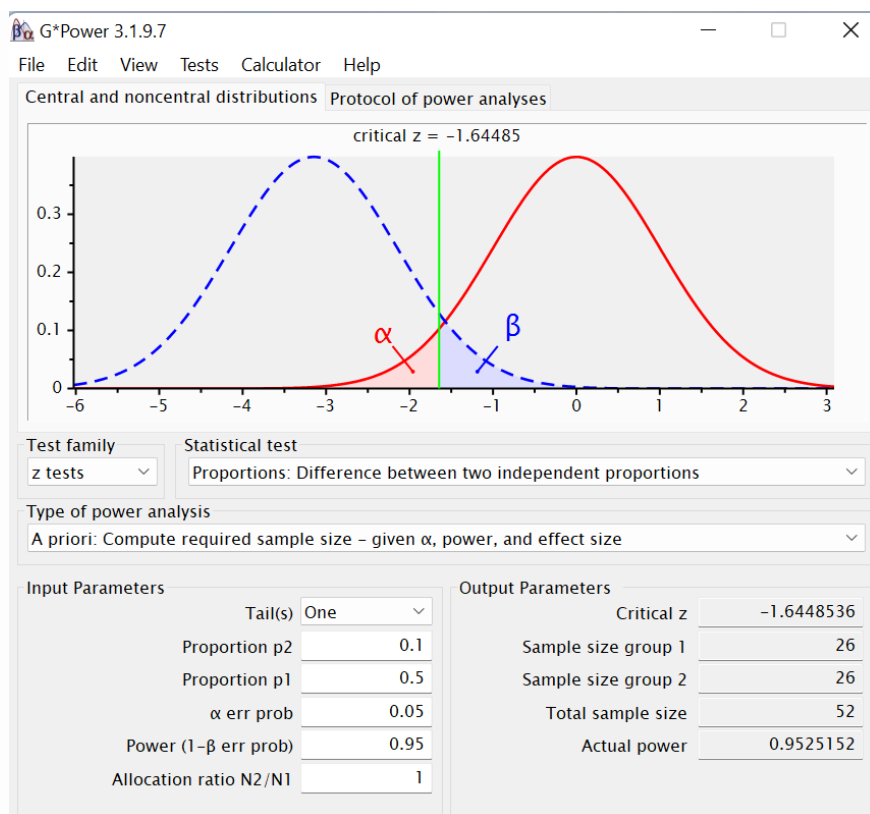 βα G*Power 3.1.9.7
File Edit View Tests Calculator Help
Central and noncentral distributions Protocol of power analyses
critical z = -1.64485
0.3
0.2
0.1
0
α
β
-6 -5 -4 -3 -2 -1 0 1 2 3
Test family Statistical test
z tests Proportions: Difference between two independent proportions
Type of power analysis
A priori: Compute required sample size - given α, power, and effect size
Input Parameters Output Parameters
Tail(s) One Critical z -1.6448536
Proportion p2 0.1 Sample size group 1 26
Proportion p1 0.5 Sample size group 2 26
α err prob 0.05 Total sample size 52
Power (1-β err prob) 0.95 Actual power 0.9525152
Allocation ratio N2/N1 1